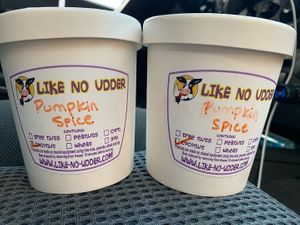 LIKE NO UDDER
Pumpkin
Spice
CONTAINS:
tree nuts
peanuts
corn
coconut
wheat
soy
WWW.LIKE-NO-UDDER.COM
LIKE NO UDDER
Pumpkin
Spice
CONTAINS:
tree nuts
peanuts
corn
coconut
wheat
soy
WWW.LIKE-NO-UDDER.COM